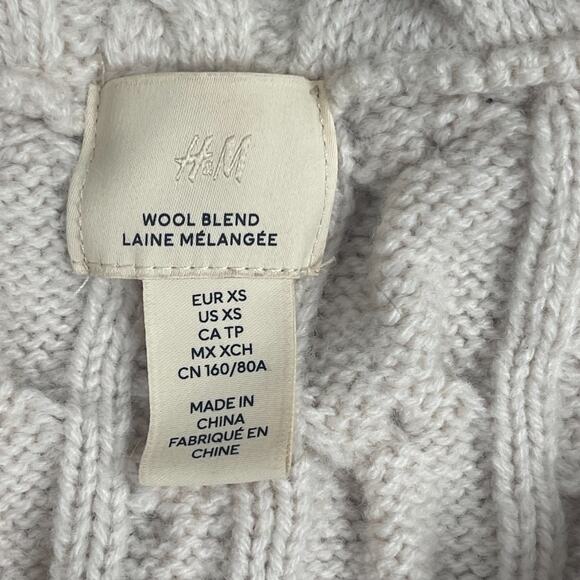 H&M
WOOL BLEND
LAINE MÉLANGÉE
EUR XS
US XS
CA TP
MX XCH
CN 160/80A
MADE IN
CHINA
FABRIQUÉ EN
CHINE